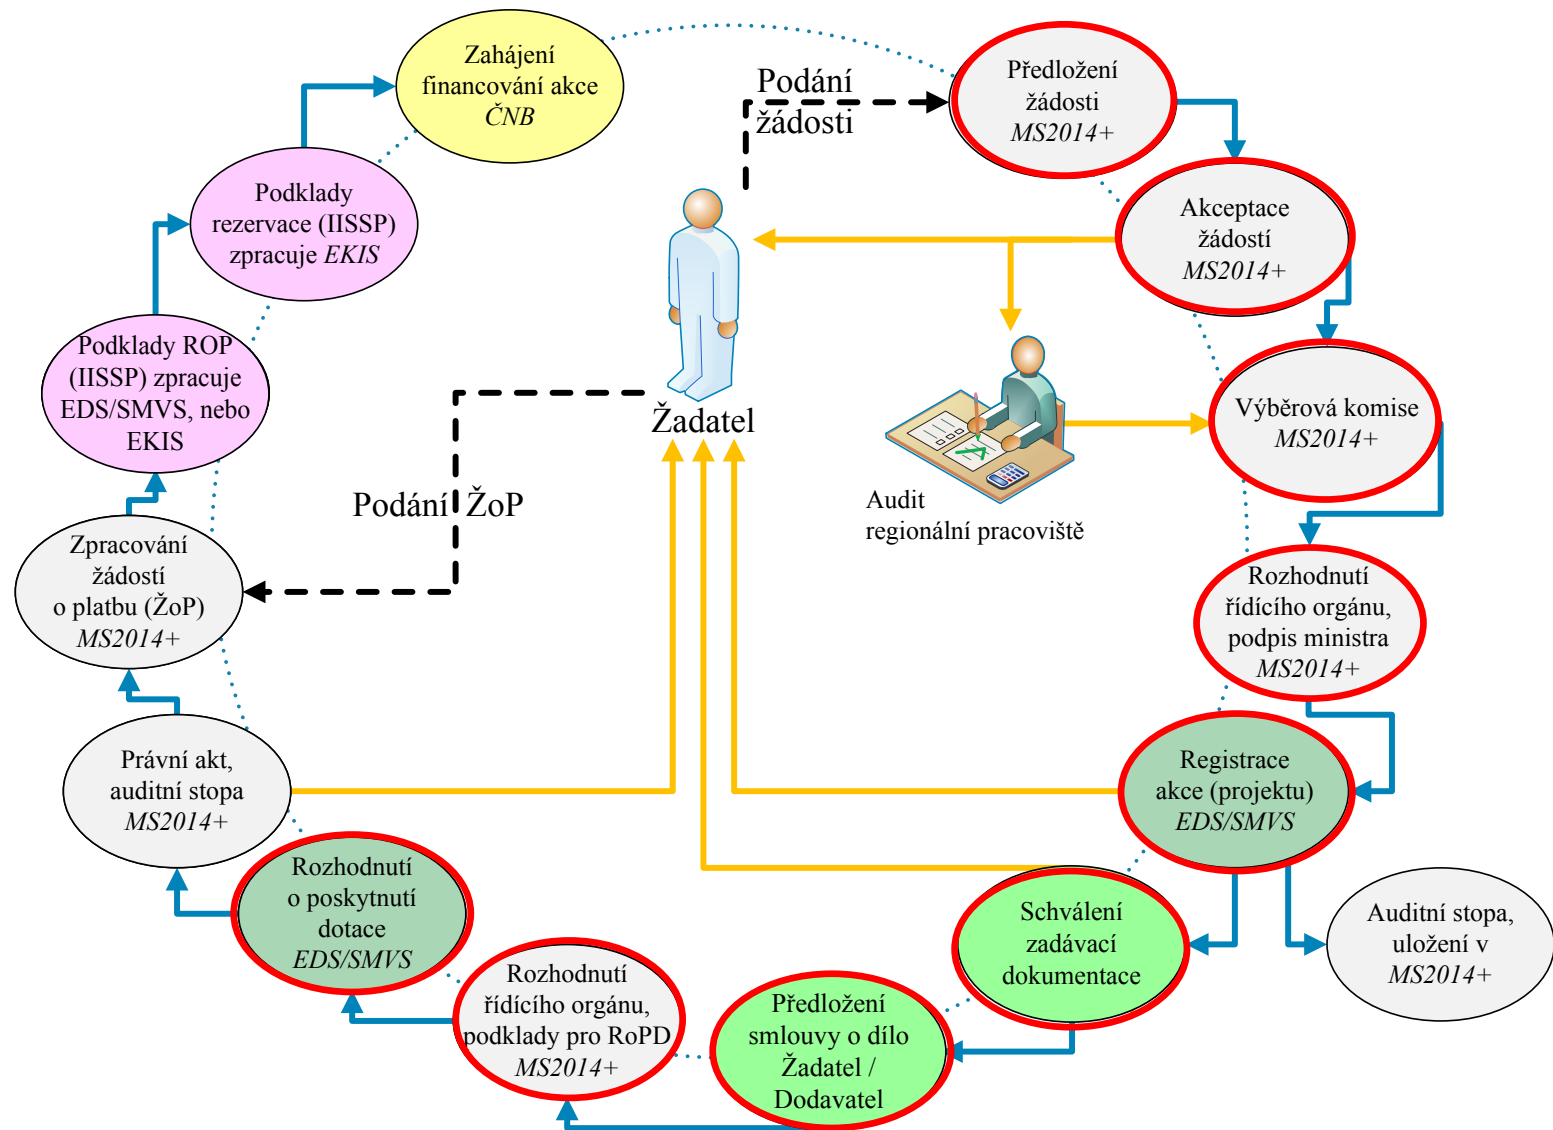 Zahájení
financování akce
ČNB
Podání
žádosti
Předložení
žádosti
MS2014+
Akceptace
žádostí
MS2014+
Podklady
rezervace (IISSP)
zpracuje EKIS
Podklady ROP
(IISSP) zpracuje
EDS/SMVS, nebo
EKIS
Žadatel
Výběrová komise
MS2014+
Audit
regionální pracoviště
Podání ŽoP
Zpracování
žádostí
o platbu (ŽoP)
MS2014+
Rozhodnutí
řídícího orgánu,
podpis ministra
MS2014+
Právní akt,
auditní stopa
MS2014+
Registrace
akce (projektu)
EDS/SMVS
Rozhodnutí
o poskytnutí
dotace
EDS/SMVS
Schválení
zadávací
dokumentace
Auditní stopa,
uložení v
MS2014+
Rozhodnutí
řídícího orgánu,
podklady pro RoPD
MS2014+
Předložení
smlouvy o dílo
Žadatel /
Dodavatel